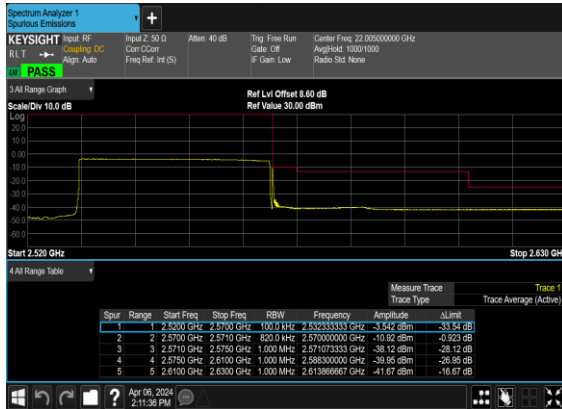 Spectrum Analyzer 1
Spurious Emissions
+
KEYSIGHT Input: RF Input Z: 50 Ω Atten: 40 dB Trig: Free Run Center Freq: 22.005000000 GHz
RLT Coupling: DC Corr CCorr Gate: Off Avg|Hold: 1000/1000
Align: Auto Freq Ref: Int (S) IF Gain: Low Radio Std: None
PASS
3 All Range Graph Ref Lvl Offset 8.60 dB
Scale/Div 10.0 dB Ref Value 30.00 dBm
Log
20.0
10.0
0.00
-10.0
-20.0
-30.0
-40.0
-50.0
-60.0
Start 2.520 GHz Stop 2.630 GH
4 All Range Table
Measure Trace Trace 1
Trace Type Trace Average (Active)
Spur Range Start Freq Stop Freq RBW Frequency Amplitude ΔLimit
1 1 2.5200 GHz 2.5700 GHz 100.0 kHz 2.532333333 GHz -3.542 dBm -33.54 dB
2 2 2.5700 GHz 2.5710 GHz 820.0 kHz 2.570000000 GHz -10.92 dBm -0.923 dB
3 3 2.5710 GHz 2.5750 GHz 1.000 MHz 2.571073333 GHz -38.12 dBm -28.12 dB
4 4 2.5750 GHz 2.6100 GHz 1.000 MHz 2.588300000 GHz -39.95 dBm -26.95 dB
5 5 2.6100 GHz 2.6300 GHz 1.000 MHz 2.613866667 GHz -41.67 dBm -16.67 dB
? Apr 06, 2024
2:11:36 PM